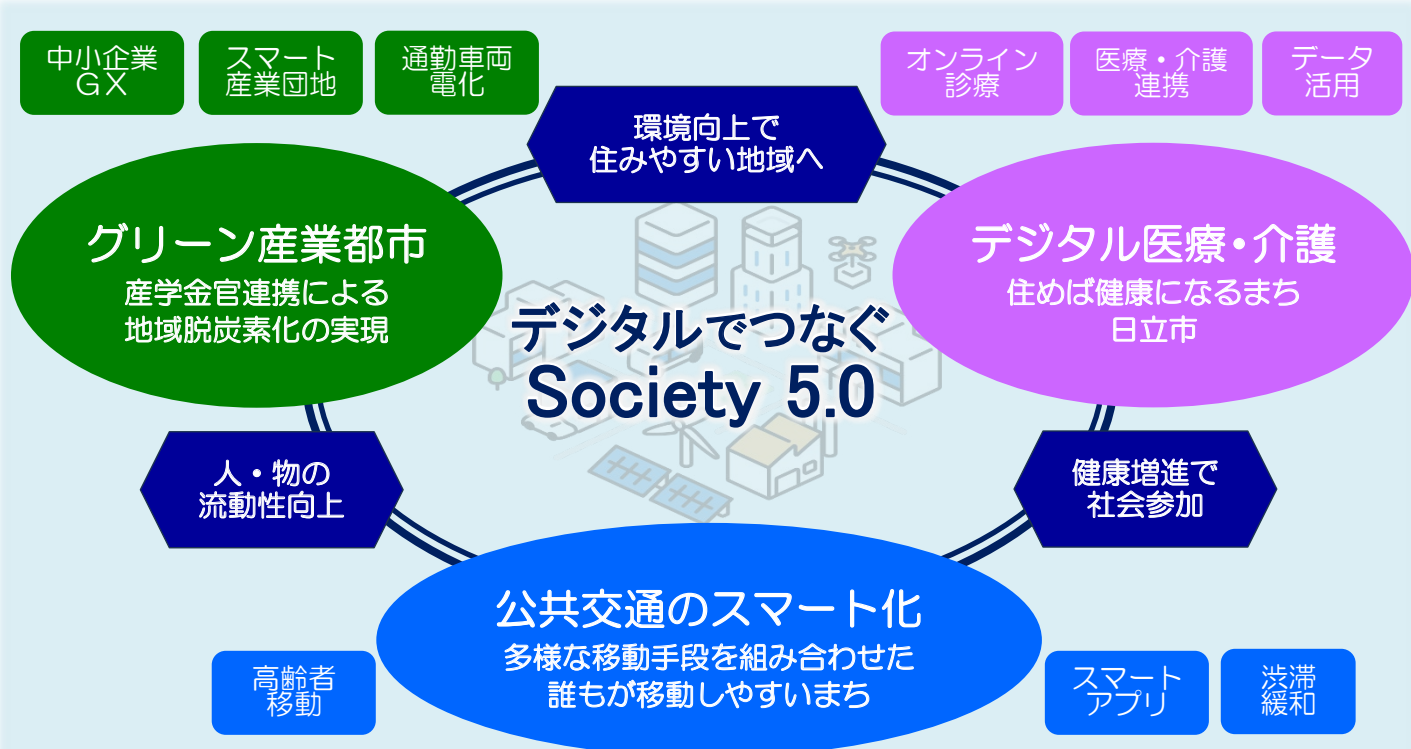 中小企業
GX
スマート
産業団地
通勤車両
電化
オンライン
診療
医療・介護
連携
データ
活用
環境向上で
住みやすい地域へ
グリーン産業都市
産学金官連携による
地域脱炭素化の実現
デジタル医療・介護
住めば健康になるまち
日立市
デジタルでつなぐ
Society 5.0
人・物の
流動性向上
健康増進で
社会参加
公共交通のスマート化
多様な移動手段を組み合わせた
誰もが移動しやすいまち
高齢者
移動
スマート
アプリ
渋滞
緩和